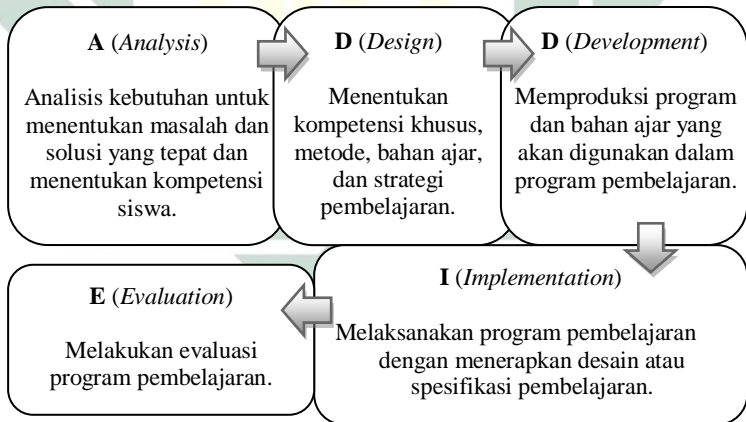 A (Analysis)
Analisis kebutuhan untuk
menentukan masalah dan
solusi yang tepat dan
menentukan kompetensi
siswa.
D (Design)
Menentukan
kompetensi khusus,
metode, bahan ajar,
dan strategi
pembelajaran.
D (Development)
Memproduksi program
dan bahan ajar yang
akan digunakan dalam
program pembelajaran.
I (Implementation)
Melaksanakan program pembelajaran
dengan menerapkan desain atau
spesifikasi pembelajaran.
E (Evaluation)
Melakukan evaluasi
program pembelajaran.